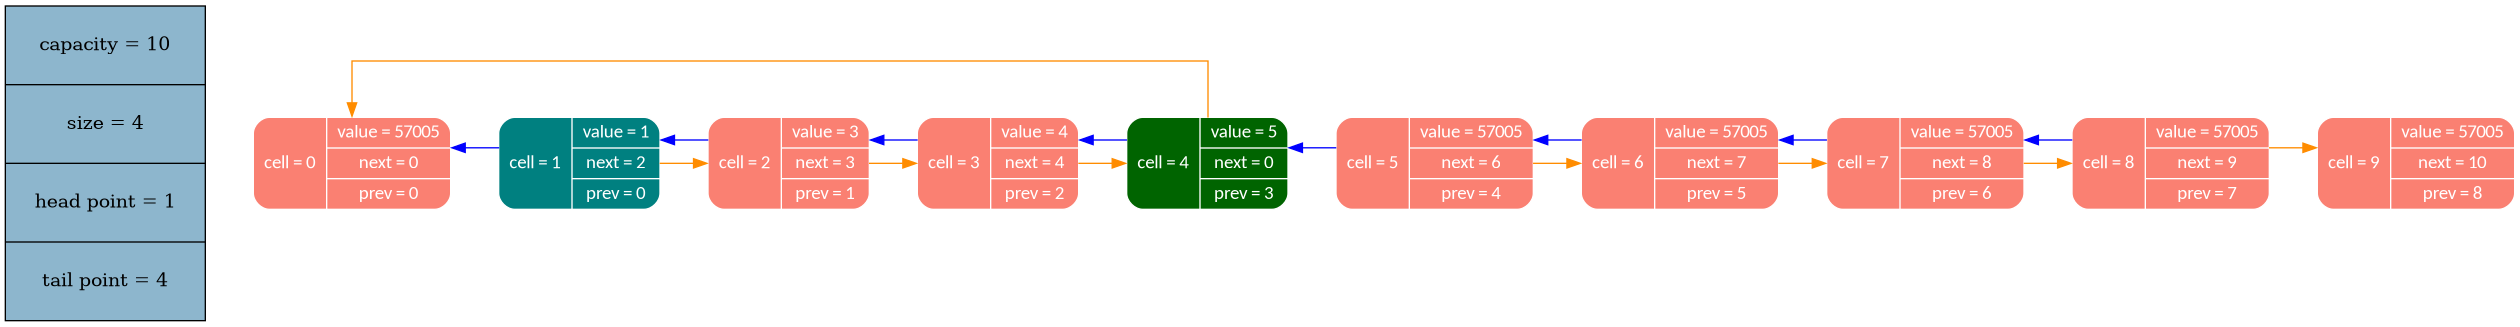 capacity = 10
size = 4
head point = 1
tail point = 4
cell = 0
value = 57005
next = 0
prev = 0
cell = 1
value = 1
next = 2
prev = 0
cell = 2
value = 3
next = 3
prev = 1
cell = 3
value = 4
next = 4
prev = 2
cell = 4
value = 5
next = 0
prev = 3
cell = 5
value = 57005
next = 6
prev = 4
cell = 6
value = 57005
next = 7
prev = 5
cell = 7
value = 57005
next = 8
prev = 6
cell = 8
value = 57005
next = 9
prev = 7
cell = 9
value = 57005
next = 10
prev = 8